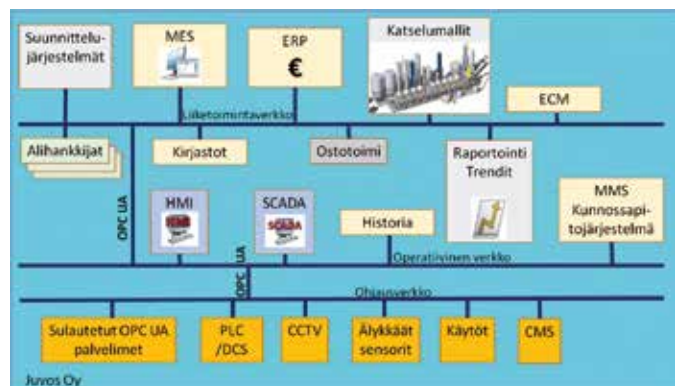 Suunnittelu-
järjestelmät
MES
ERP
€
Katselumallit
ECM
Liiketoimintaverkko
Alihankkijat
Kirjastot
Ostotoimi
Raportointi
Trendit
OPC UA
HMI
SCADA
SCADA
Historia
MMS
Kunnossapi-
tojärjestelmä
Operatiivinen verkko
OPC UA
Ohjausverkko
Sulautetut OPC UA
palvelimet
PLC
/DCS
CCTV
Älykkäät
sensorit
Käytöt
CMS
Juvos Oy